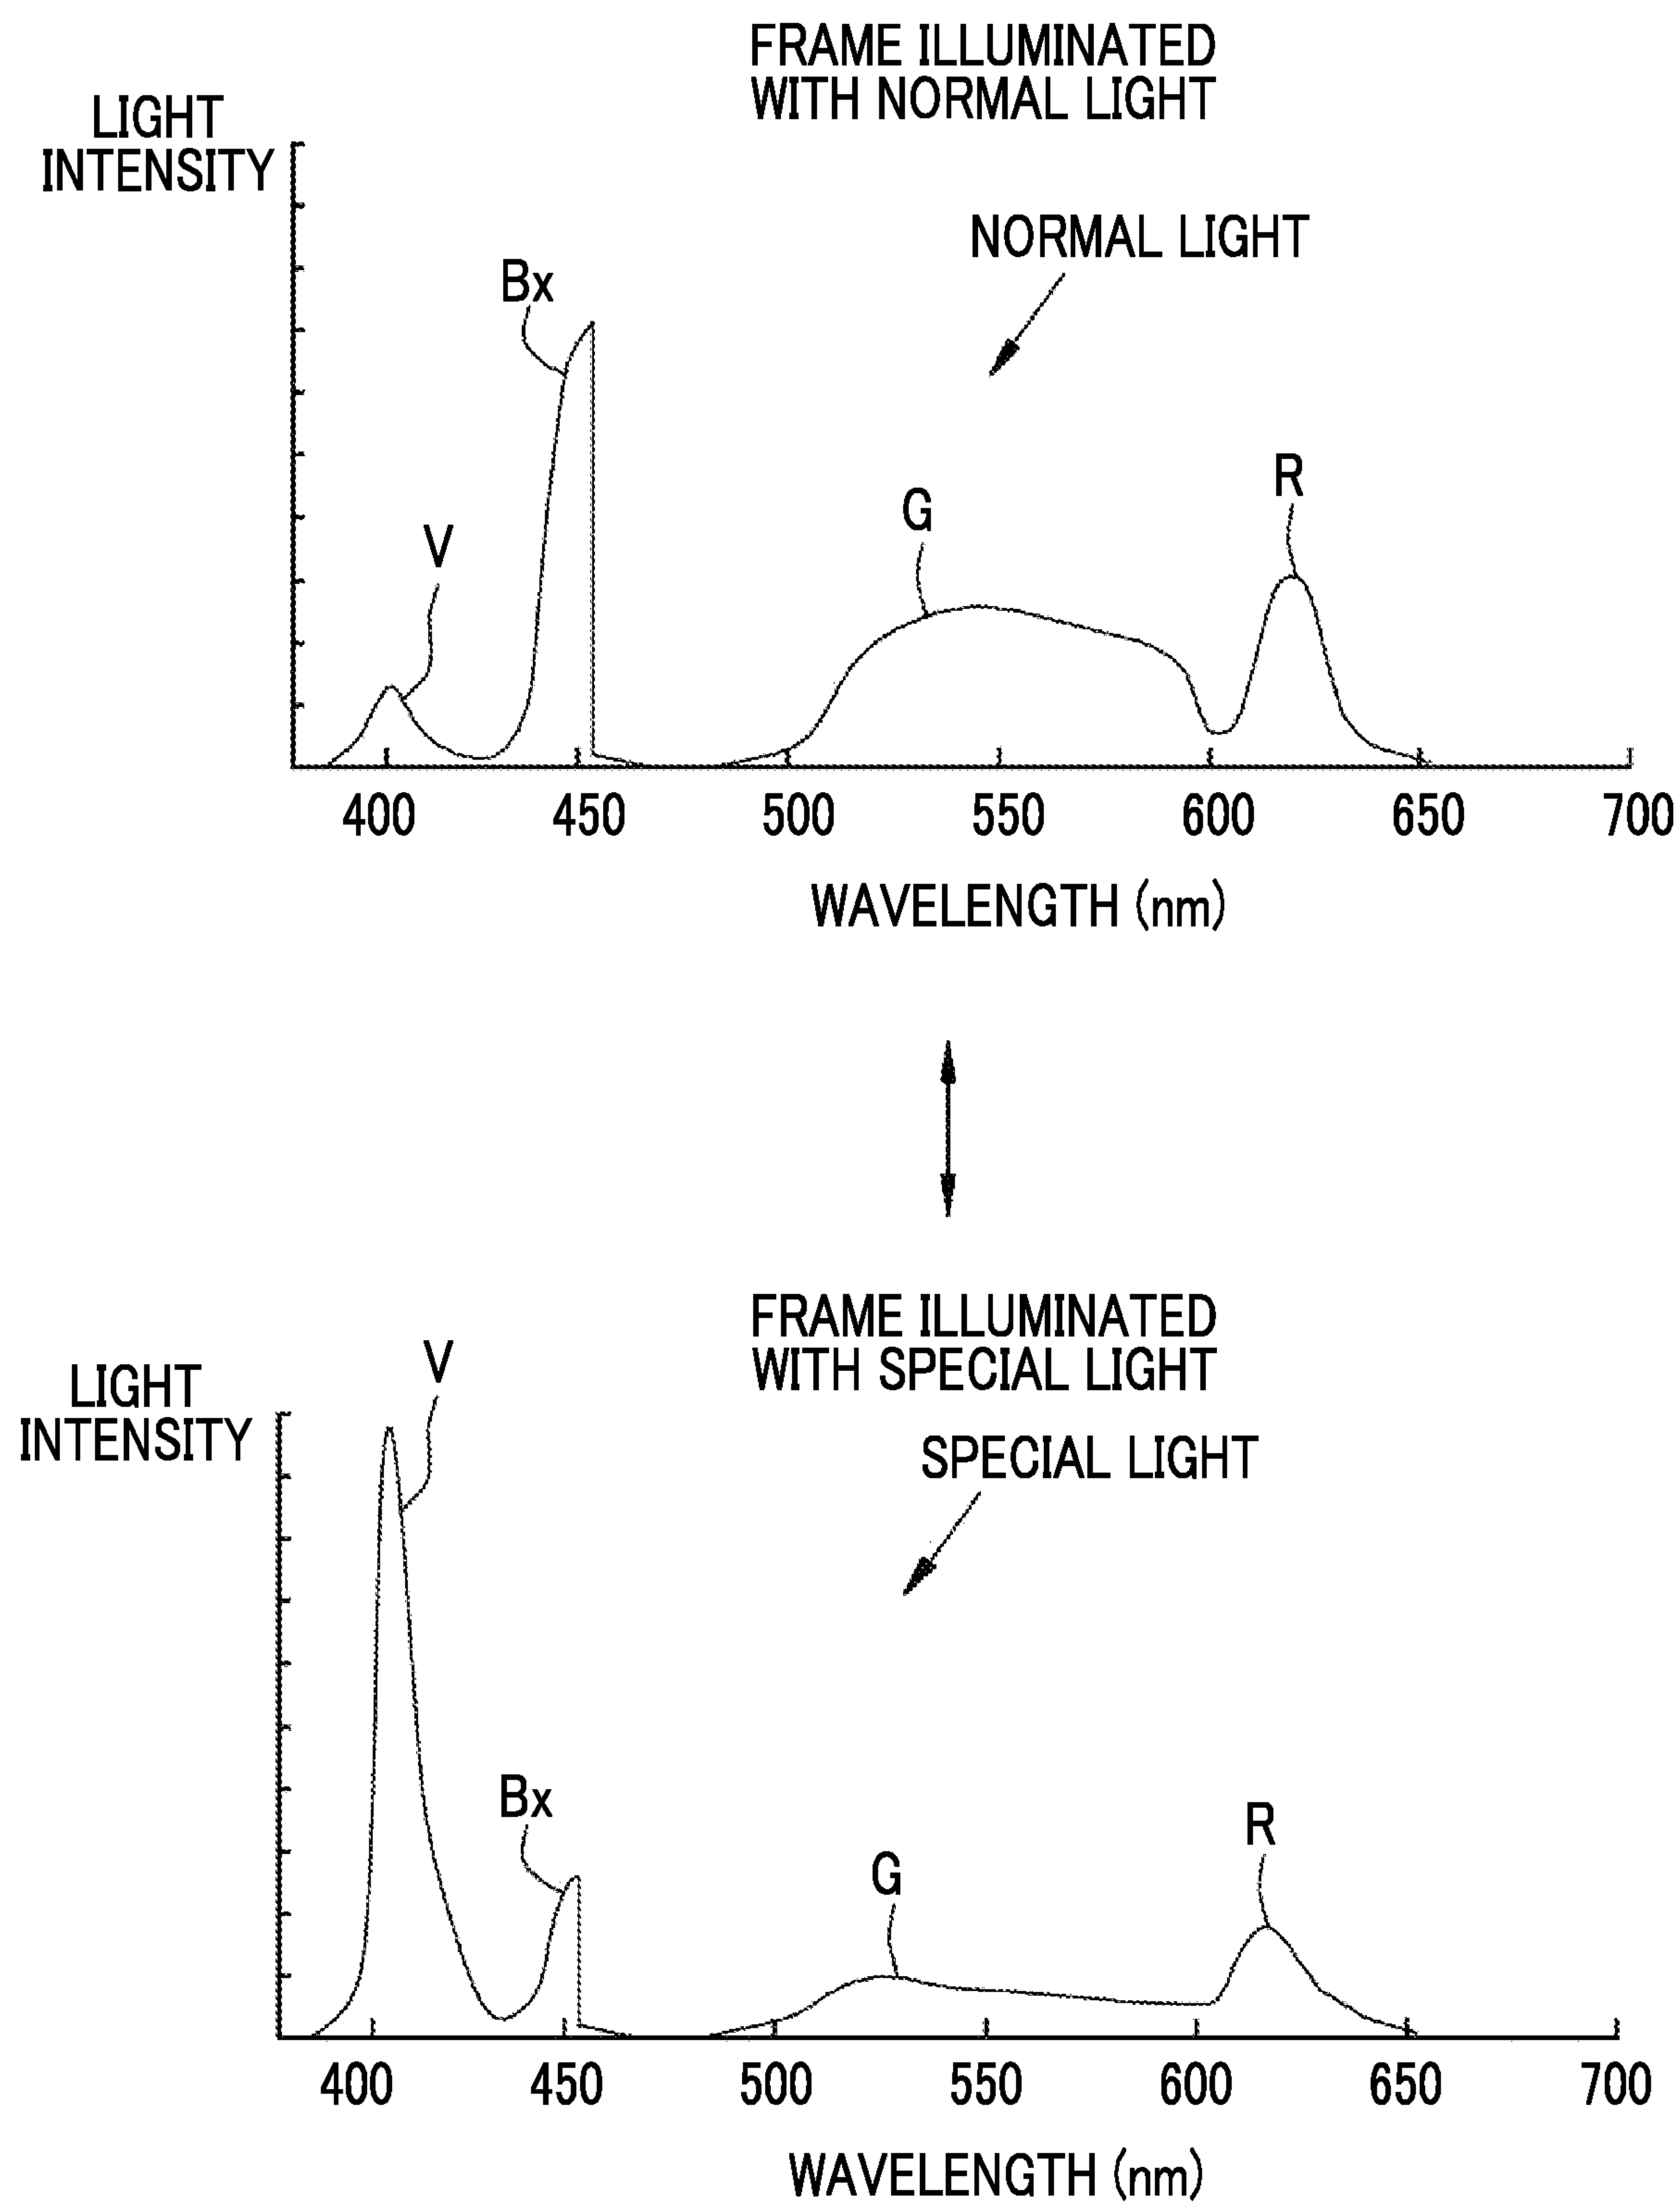 FRAME ILLUMINATED
WITH NORMAL LIGHT
LIGHT
INTENSITY
NORMAL LIGHT
Bx
R
G
V
400 450 500 550 600 650 700
WAVELENGTH (nm)
FRAME ILLUMINATED
WITH SPECIAL LIGHT
V
LIGHT
INTENSITY
SPECIAL LIGHT
Bx
R
G
400 450 500 550 600 650 700
WAVELENGTH (nm)